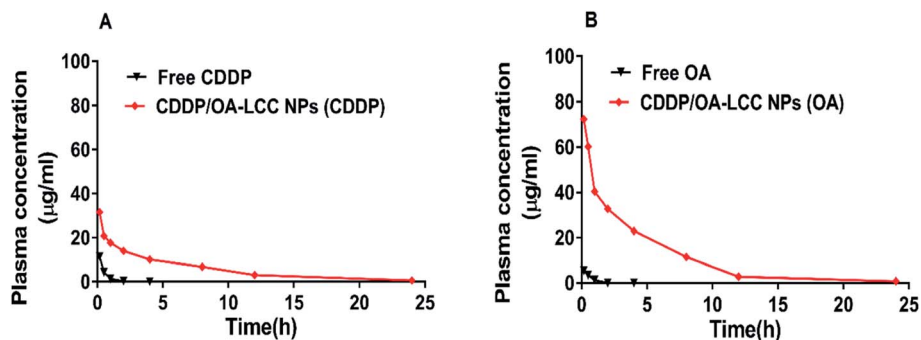 A
Plasma concentration
(µg/ml)
100
80
60
40
20
0
Free CDDP
CDDP/OA-LCC NPs (CDDP)
0 5 10 15 20 25
Time(h)
B
Plasma concentration
(µg/ml)
100
80
60
40
20
0
Free OA
CDDP/OA-LCC NPs (OA)
0 5 10 15 20 25
Time(h)